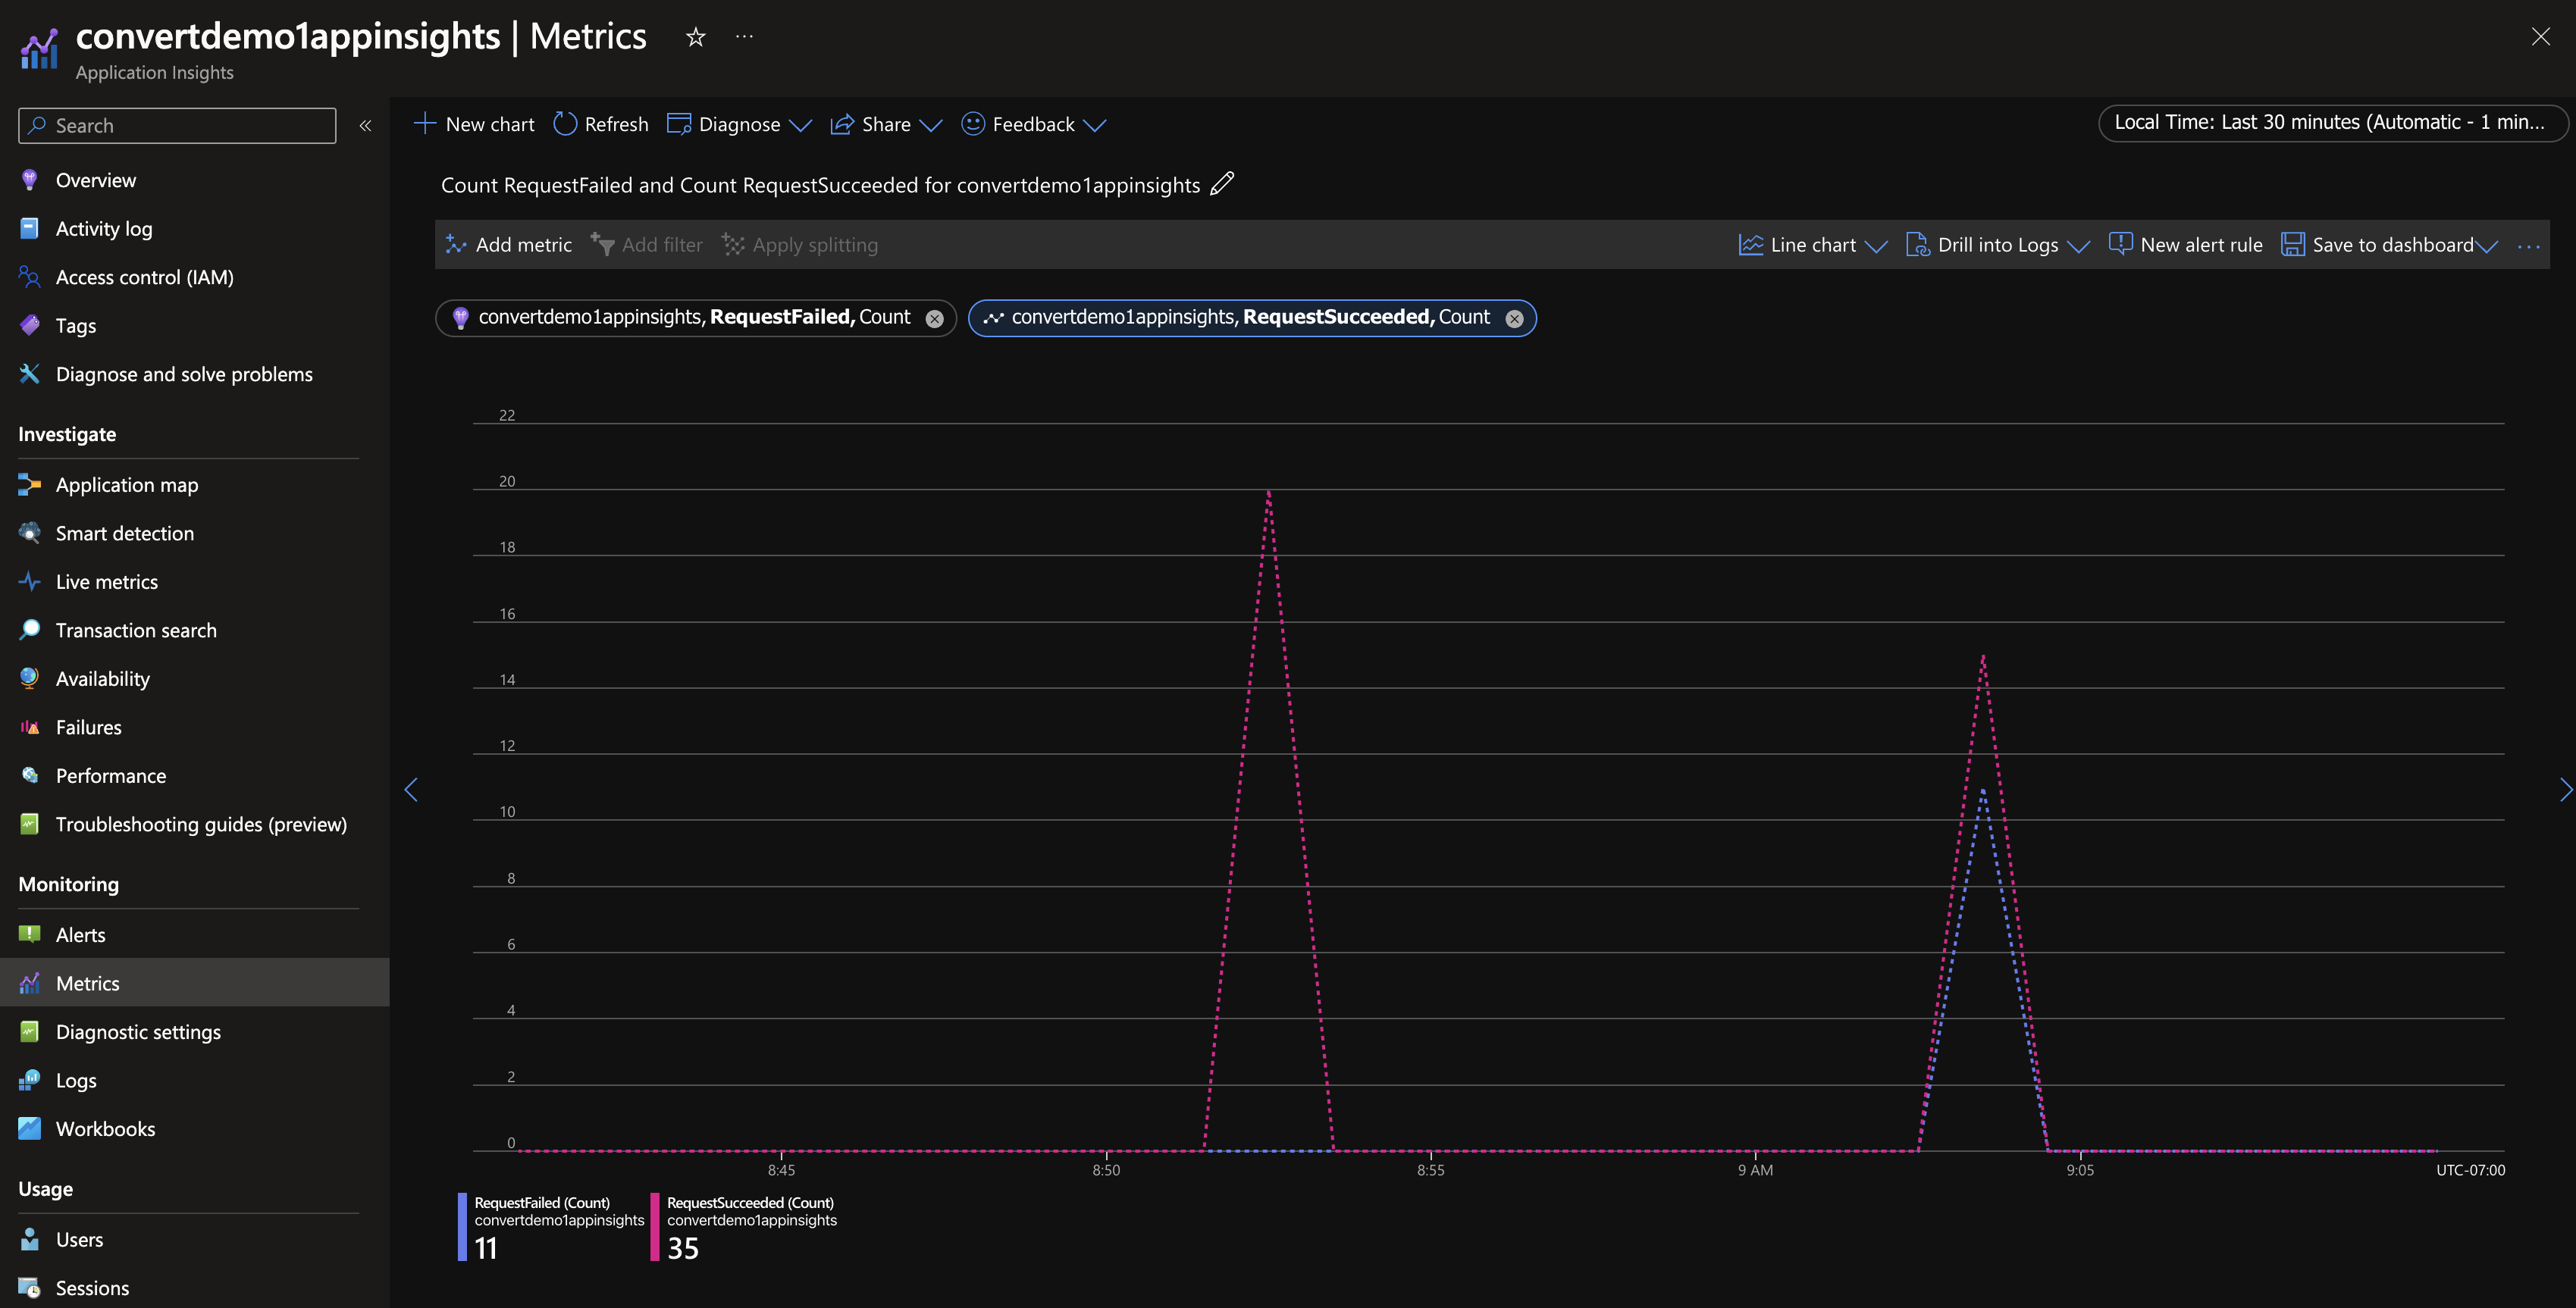 convertdemo1appinsights | Metrics
Application Insights
Search
Overview
Activity log
Access control (IAM)
Tags
Diagnose and solve problems
Investigate
Application map
Smart detection
Live metrics
Transaction search
Availability
Failures
Performance
Troubleshooting guides (preview)
Monitoring
Alerts
Metrics
Diagnostic settings
Logs
Workbooks
Usage
Users
Sessions
New chart Refresh Diagnose Share Feedback
Local Time: Last 30 minutes (Automatic - 1 min...
Count RequestFailed and Count RequestSucceeded for convertdemo1appinsights
Add metric Add filter Apply splitting Line chart Drill into Logs New alert rule Save to dashboard
convertdemo1appinsights, RequestFailed, Count convertdemo1appinsights, RequestSucceeded, Count
22
20
18
16
14
12
10
8
6
4
2
0
8:45 8:50 8:55 9 AM 9:05 UTC-07:00
RequestFailed (Count)
convertdemo1appinsights
11
RequestSucceeded (Count)
convertdemo1appinsights
35